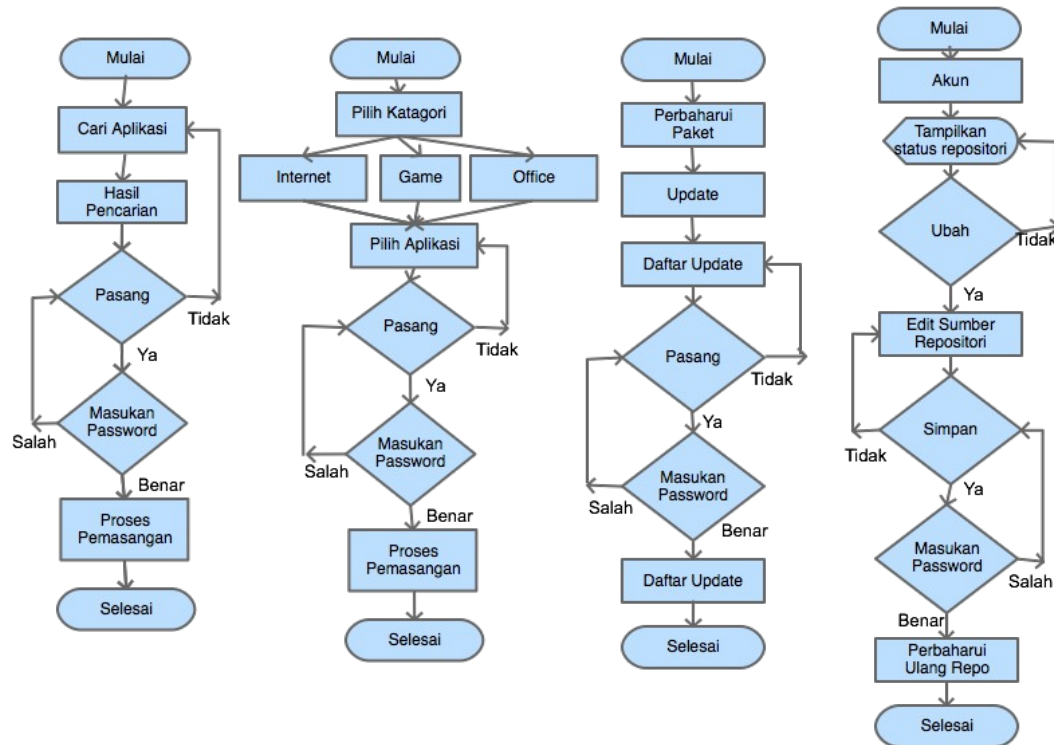 Mulai
Cari Aplikasi
Hasil
Pencarian
Pasang
Tidak
Ya
Masukan
Password
Salah
Benar
Proses
Pemasangan
Selesai
Mulai
Pilih Katagori
Internet
Game
Office
Pilih Aplikasi
Pasang
Tidak
Ya
Masukan
Password
Salah
Benar
Proses
Pemasangan
Selesai
Mulai
Perbaharui
Paket
Update
Daftar Update
Pasang
Tidak
Ya
Masukan
Password
Salah
Benar
Daftar Update
Selesai
Mulai
Akun
Tampilkan
status repositori
Ubah
Tidak
Ya
Edit Sumber
Repositori
Simpan
Tidak
Ya
Masukan
Password
Salah
Benar
Perbaharui
Ulang Repo
Selesai